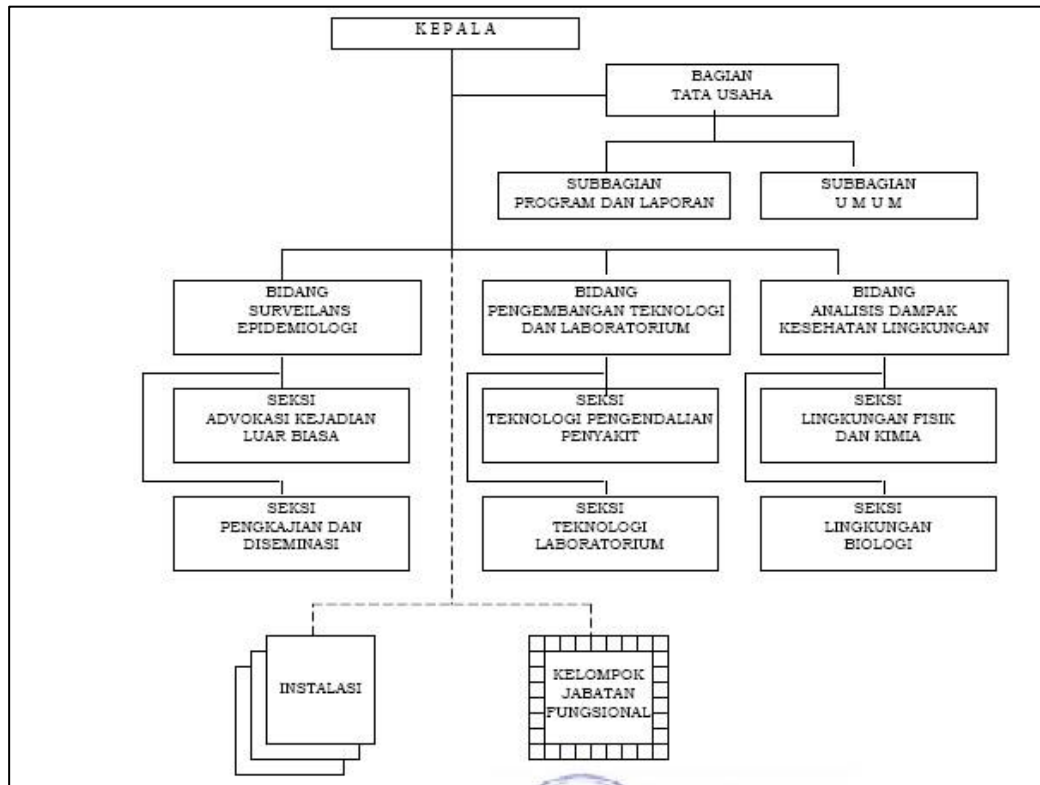 K E P A L A
BAGIAN
TATA USAHA
SUBBAGIAN
PROGRAM DAN LAPORAN
SUBBAGIAN
U M U M
BIDANG
SURVEILANS
EPIDEMIOLOGI
BIDANG
PENGEMBANGAN TEKNOLOGI
DAN LABORATORIUM
BIDANG
ANALISIS DAMPAK
KESEHATAN LINGKUNGAN
SEKSI
ADVOKASI KEJADIAN
LUAR BIASA
SEKSI
TEKNOLOGI PENGENDALIAN
PENYAKIT
SEKSI
LINGKUNGAN FISIK
DAN KIMIA
SEKSI
PENGKAJIAN DAN
DISEMINASI
SEKSI
TEKNOLOGI
LABORATORIUM
SEKSI
LINGKUNGAN
BIOLOGI
INSTALASI
KELOMPOK
JABATAN
FUNGSIONAL